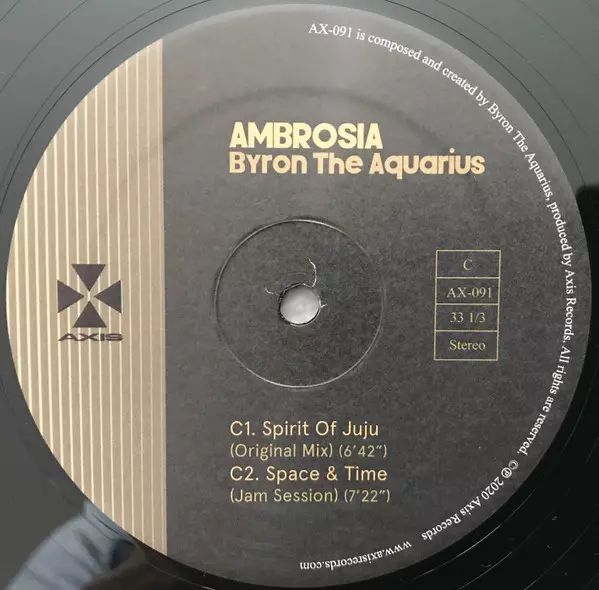 AX-091 is composed and created by Byron The Aquarius, produced by Axis Records. All rights are reserved. ©℗ 2020 Axis Records www.axisrecords.com
AMBROSIA
Byron The Aquarius
AXIS
C
AX-091
33 1/3
Stereo
C1. Spirit Of Juju
(Original Mix) (6'42")
C2. Space & Time
(Jam Session) (7'22")